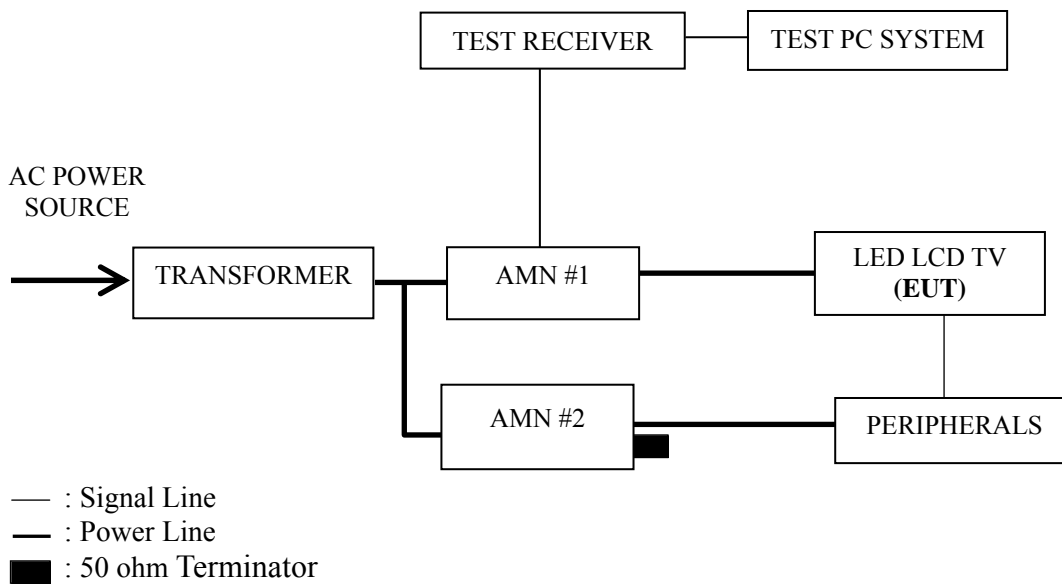 TEST RECEIVER
TEST PC SYSTEM
AC POWER
SOURCE
TRANSFORMER
AMN #1
LED LCD TV
(EUT)
AMN #2
PERIPHERALS
: Signal Line
: Power Line
: 50 ohm Terminator